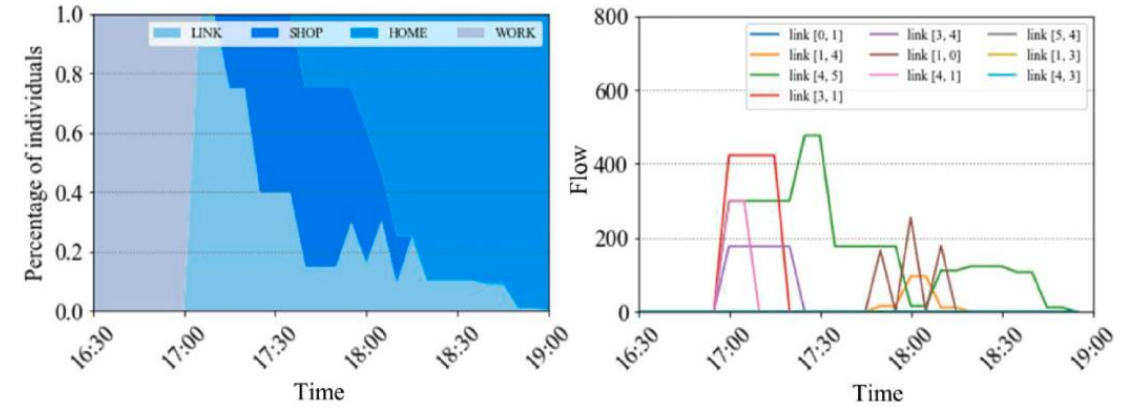 1.0
0.8
0.6
0.4
0.2
0.0
Percentage of individuals
LINK SHOP HOME WORK
16:30 17:00 17:30 18:00 18:30 19:00
Time
800
600
400
200
0
Flow
link [0, 1] link [3, 4] link [5, 4]
link [1, 4] link [1, 0] link [1, 3]
link [4, 5] link [4, 1] link [4, 3]
link [3, 1]
16:30 17:00 17:30 18:00 18:30 19:00
Time